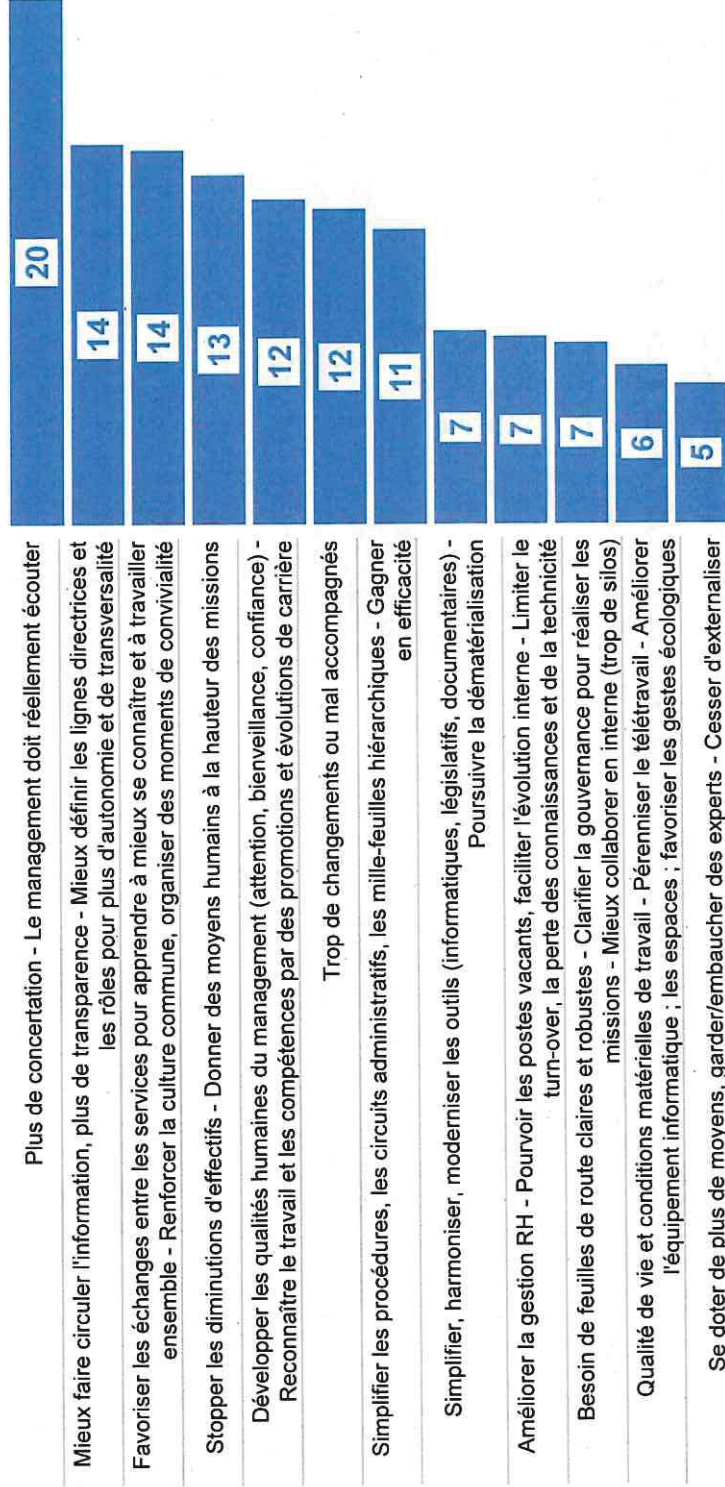 Plus de concertation - Le management doit réellement écouter
20
Mieux faire circuler l'information, plus de transparence - Mieux définir les lignes directrices et
les rôles pour plus d'autonomie et de transversalité
14
Favoriser les échanges entre les services pour apprendre à mieux se connaître et à travailler
ensemble - Renforcer la culture commune, organiser des moments de convivialité
14
Stopper les diminutions d'effectifs - Donner des moyens humains à la hauteur des missions
13
Développer les qualités humaines du management (attention, bienveillance, confiance) -
Reconnaître le travail et les compétences par des promotions et évolutions de carrière
12
Trop de changements ou mal accompagnés
12
Simplifier les procédures, les circuits administratifs, les mille-feuilles hiérarchiques - Gagner
en efficacité
11
Simplifier, harmoniser, moderniser les outils (informatiques, législatifs, documentaires) -
Poursuivre la dématérialisation
7
Améliorer la gestion RH - Pourvoir les postes vacants, faciliter l'évolution interne - Limiter le
turn-over, la perte des connaissances et de la technicité
7
Besoin de feuilles de route claires et robustes - Clarifier la gouvernance pour réaliser les
missions - Mieux collaborer en interne (trop de silos)
7
Qualité de vie et conditions matérielles de travail - Pérenniser le télétravail - Améliorer
l'équipement informatique ; les espaces ; favoriser les gestes écologiques
6
Se doter de plus de moyens, garder/embaucher des experts - Cesser d'externaliser
5